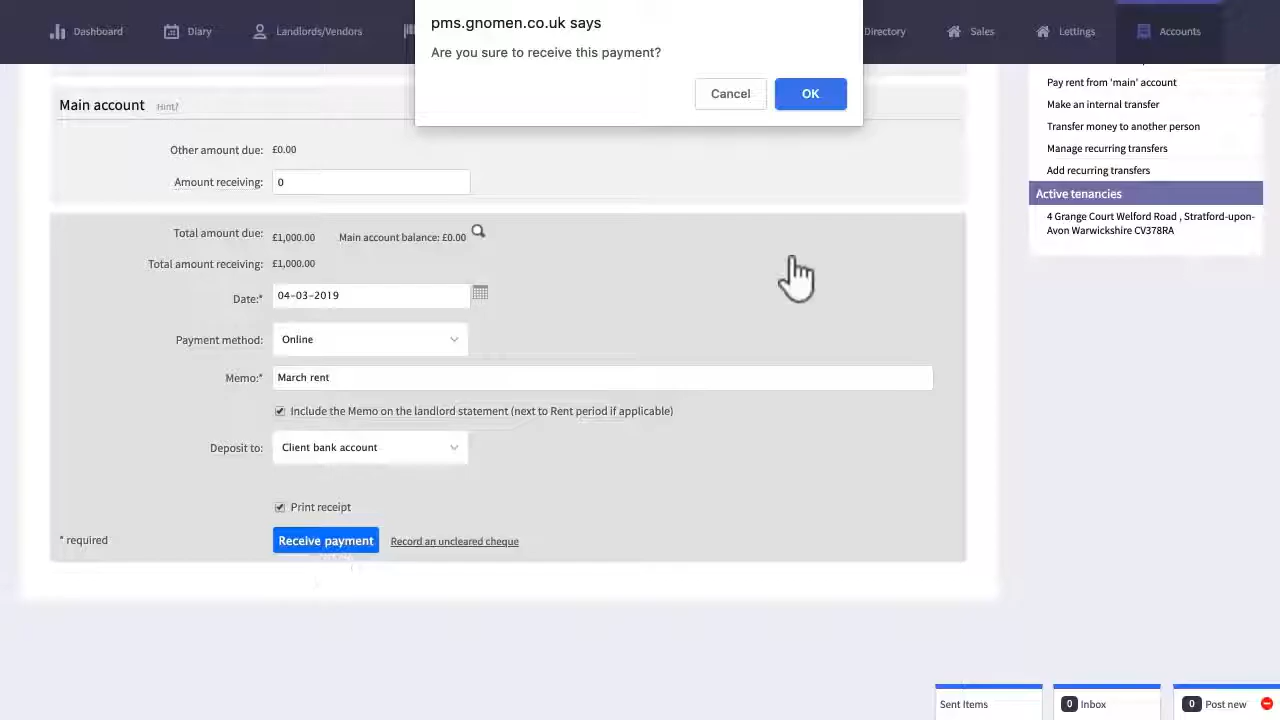 pms.gnomen.co.uk says
Are you sure to receive this payment?
Cancel
OK
Dashboard
Diary
Landlords/Vendors
Directory
Sales
Lettings
Accounts
Main account
Hint?
Other amount due: £0.00
Amount receiving: 0
Total amount due: £1,000.00 Main account balance: £0.00
Total amount receiving: £1,000.00
Date:* 04-03-2019
Payment method: Online
Memo:* March rent
Include the Memo on the landlord statement (next to Rent period if applicable)
Deposit to: Client bank account
Print receipt
* required
Receive payment
Record an uncleared cheque
Pay rent from 'main' account
Make an internal transfer
Transfer money to another person
Manage recurring transfers
Add recurring transfers
Active tenancies
4 Grange Court Welford Road , Stratford-upon-
Avon Warwickshire CV378RA
Sent Items
0 Inbox
0 Post new